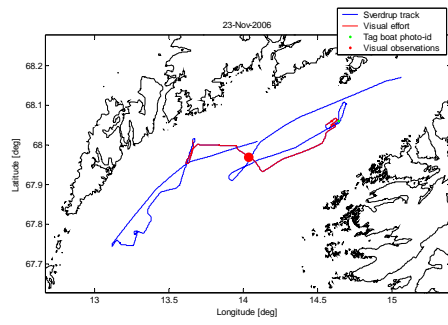 23-Nov-2006
Sverdrup track
Visual effort
Tag boat photo-id
Visual observations
68.2
68.1
68
67.9
67.8
67.7
Latitude [deg]
13
13.5
14
14.5
15
Longitude [deg]